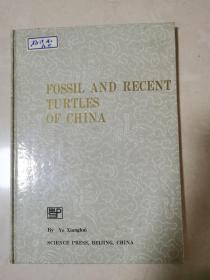 FOSSIL AND RECENT
TURTLES
OF CHINA
By Ye Xiangkui
SCIENCE PRESS, BEIJING, CHINA